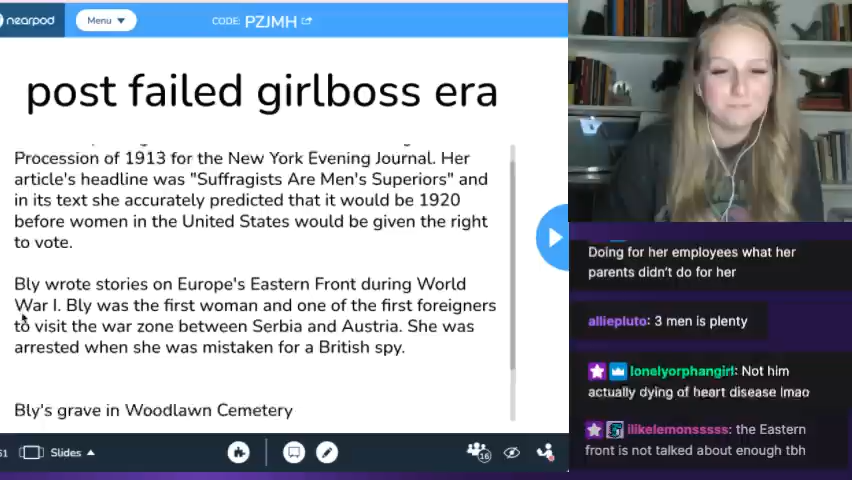 nearpod
Menu
CODE: PZJMH
post failed girlboss era
Procession of 1913 for the New York Evening Journal. Her
article's headline was "Suffragists Are Men's Superiors" and
in its text she accurately predicted that it would be 1920
before women in the United States would be given the right
to vote.
Bly wrote stories on Europe's Eastern Front during World
War I. Bly was the first woman and one of the first foreigners
to visit the war zone between Serbia and Austria. She was
arrested when she was mistaken for a British spy.
Bly's grave in Woodlawn Cemetery
Slides
16
Doing for her employees what her
parents didn't do for her
alliepluto: 3 men is plenty
lonelyorphangirl: Not him
actually dying of heart disease lmao
ilikelemonsssss: the Eastern
front is not talked about enough tbh